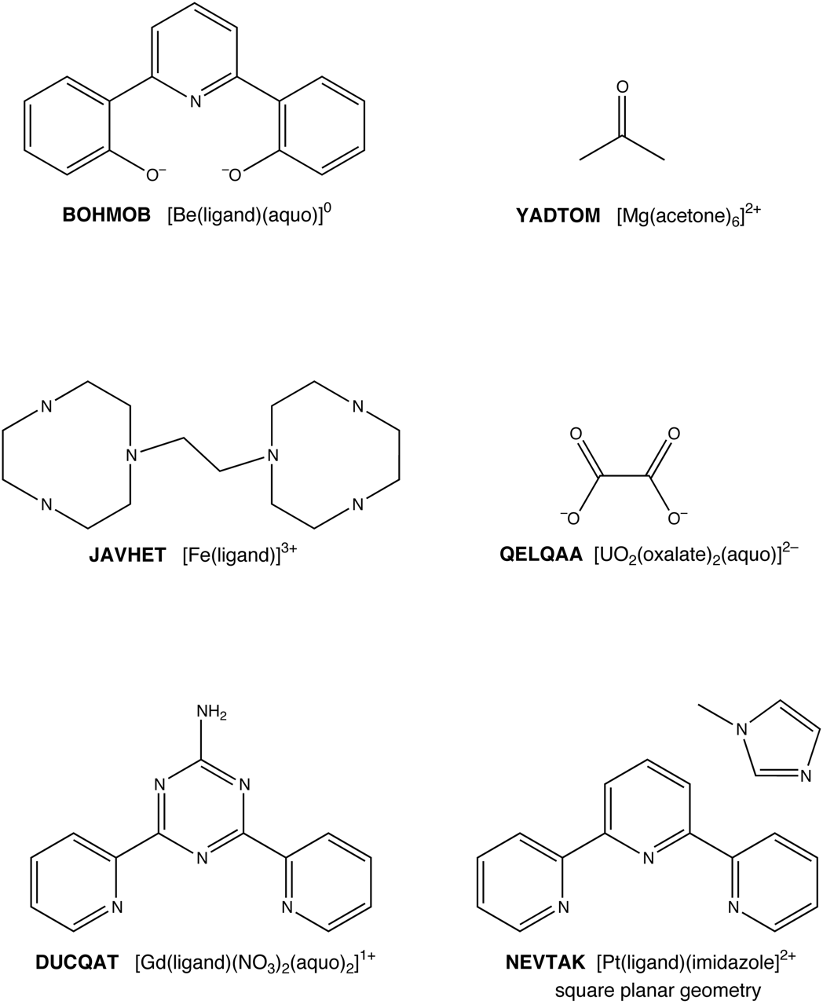 N
O⁻
⁻O
O
BOHMOB [Be(ligand)(aquo)]⁰
YADTOM [Mg(acetone)₆]²⁺
N
N
N
N
N
N
O
O
⁻O
O⁻
JAVHET [Fe(ligand)]³⁺
QELQAA [UO₂(oxalate)₂(aquo)]²⁻
NH₂
N
N
N
N
N
N
N
N
N
N
DUCQAT [Gd(ligand)(NO₃)₂(aquo)₂]¹⁺
NEVTAK [Pt(ligand)(imidazole]²⁺
square planar geometry